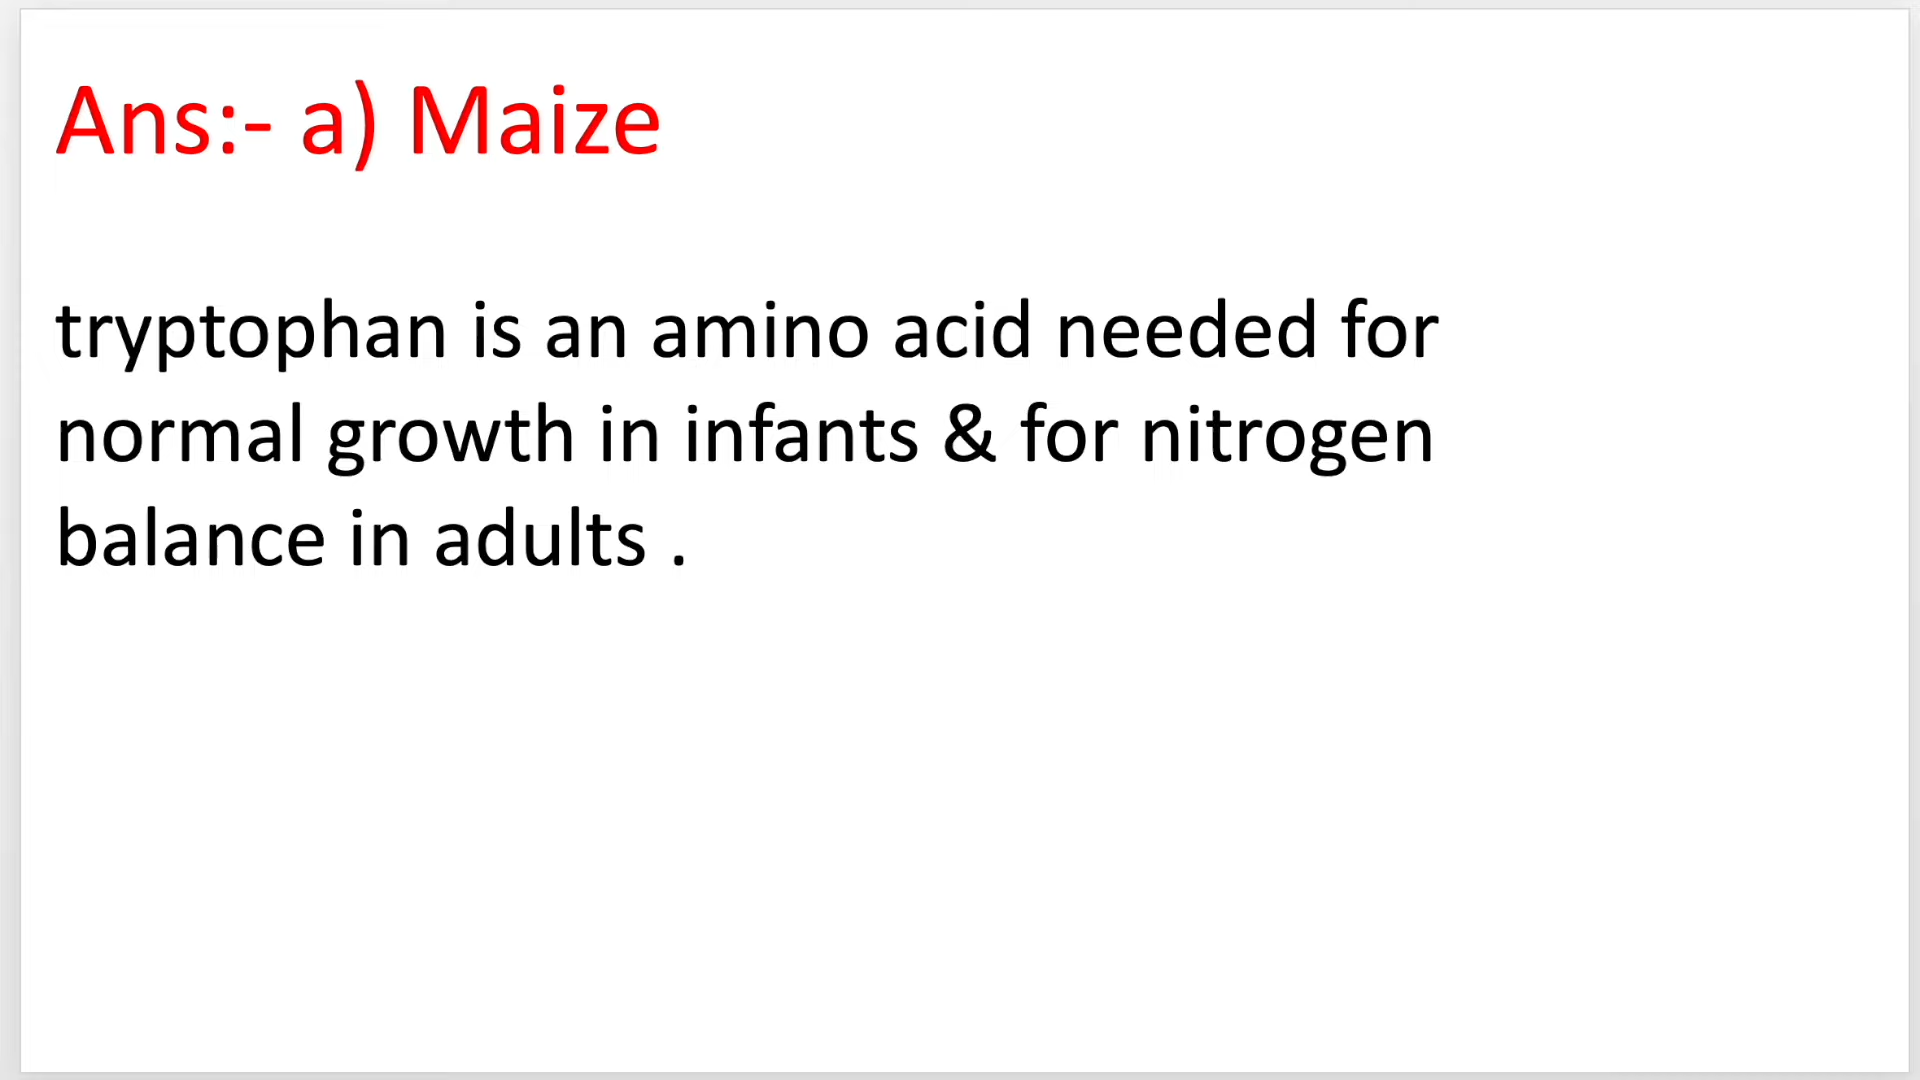 Ans:- a) Maize
tryptophan is an amino acid needed for
normal growth in infants & for nitrogen
balance in adults .